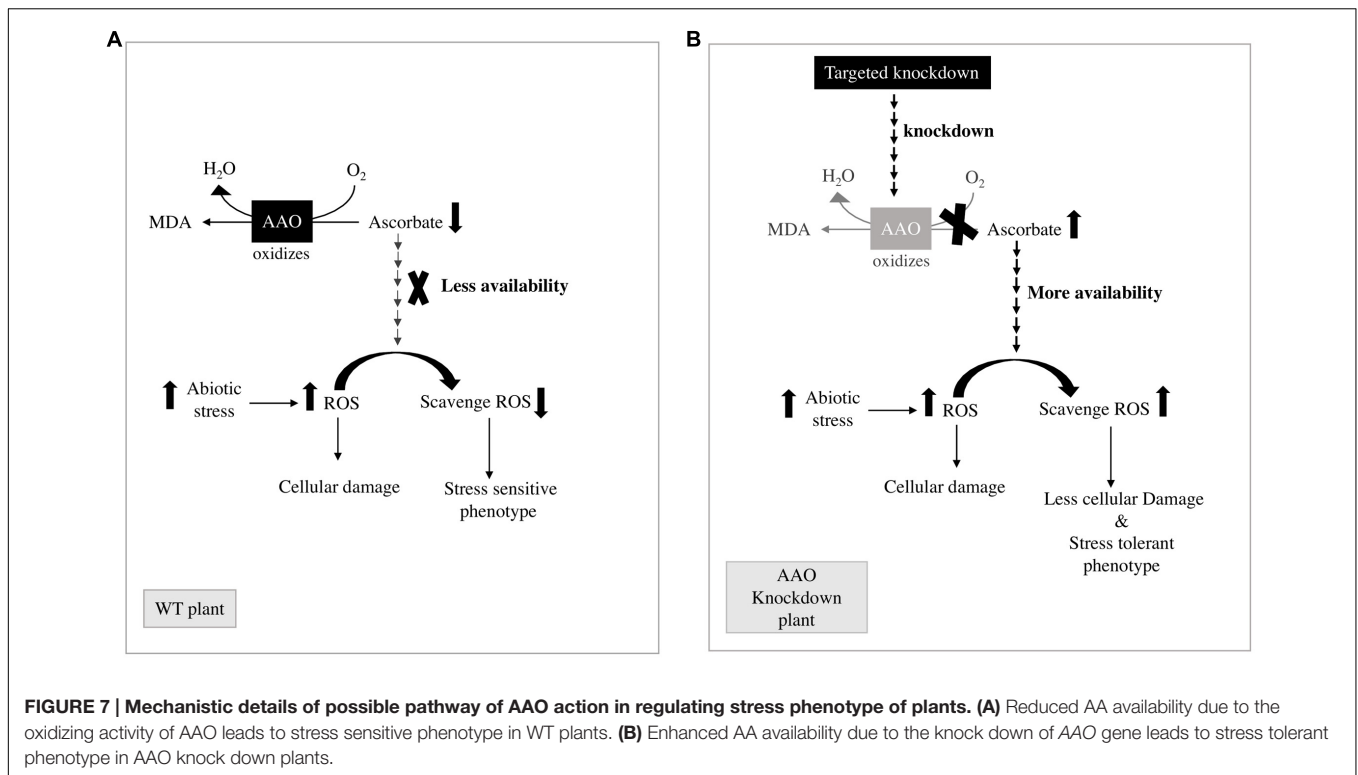 A
H₂O
O₂
MDA
AAO
Ascorbate
oxidizes
Less availability
Abiotic
stress
ROS
Scavenge ROS
Cellular damage
Stress sensitive
phenotype
WT plant
B
Targeted knockdown
knockdown
H₂O
O₂
MDA
AAO
Ascorbate
oxidizes
More availability
Abiotic
stress
ROS
Scavenge ROS
Cellular damage
Less cellular Damage
&
Stress tolerant
phenotype
AAO
Knockdown
plant
FIGURE 7 | Mechanistic details of possible pathway of AAO action in regulating stress phenotype of plants. (A) Reduced AA availability due to the
oxidizing activity of AAO leads to stress sensitive phenotype in WT plants. (B) Enhanced AA availability due to the knock down of AAO gene leads to stress tolerant
phenotype in AAO knock down plants.